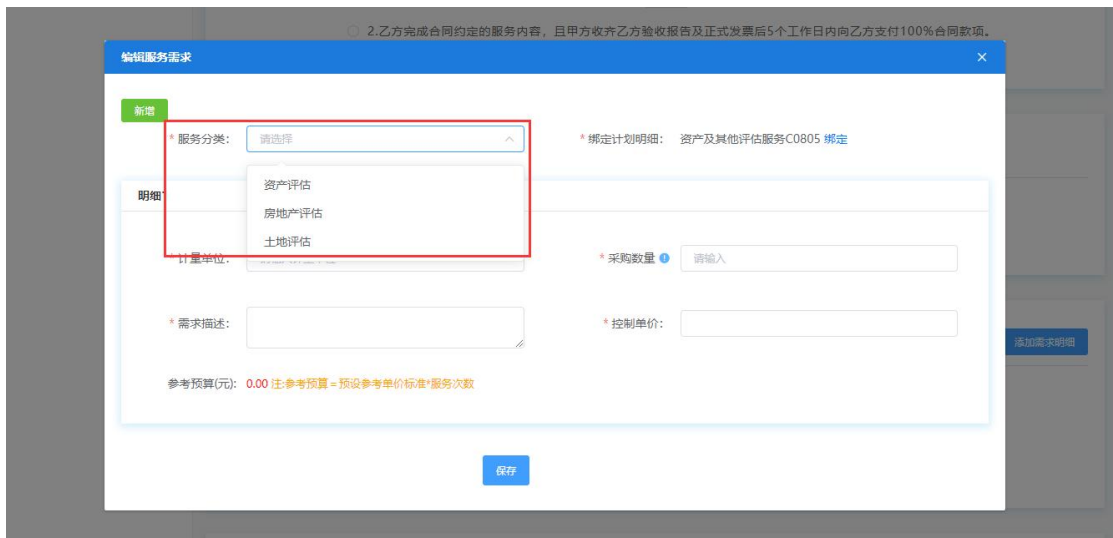 2.乙方完成合同约定的服务内容，且甲方收齐乙方验收报告及正式发票后5个工作日内向乙方支付100%合同款项。
编辑服务需求
新增
* 服务分类： 请选择 * 绑定计划明细： 资产及其他评估服务C0805 绑定
资产评估
明细
房地产评估
土地评估
* 计量单位： * 采购数量 请输入
* 需求描述： * 控制单价：
添加需求明细
参考预算(元)： 0.00 注:参考预算 = 预设参考单价标准*服务次数
保存